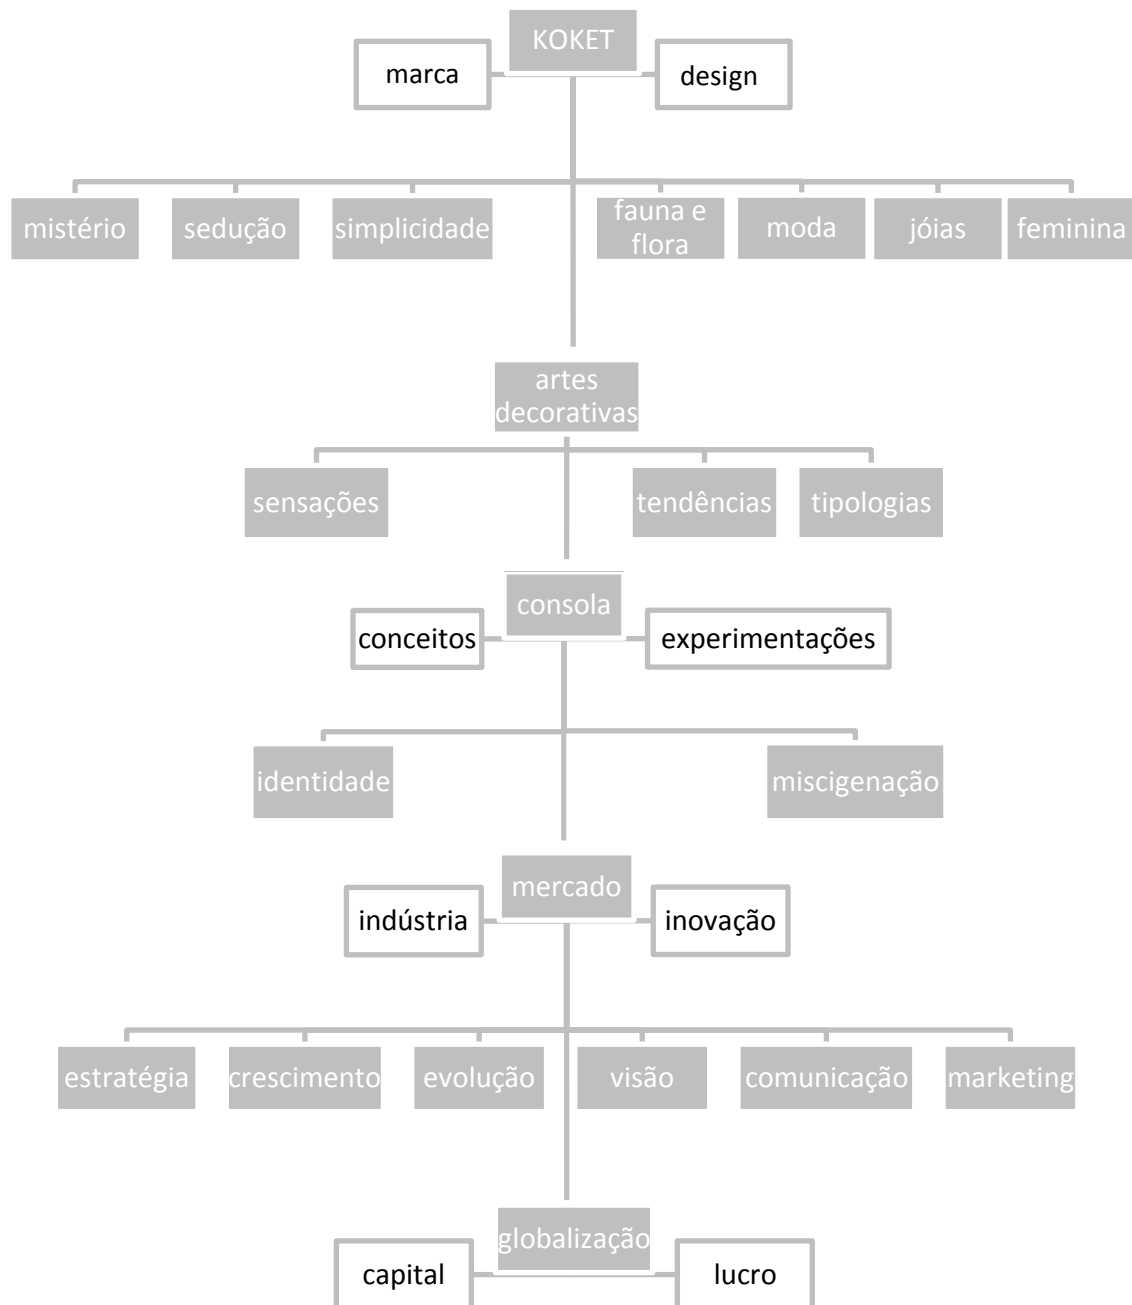 KOKET
marca
design
mistério
sedução
simplicidade
fauna e
flora
moda
jóias
feminina
artes
decorativas
sensações
tendências
tipologias
consola
conceitos
experimentações
identidade
miscigenação
mercado
indústria
inovação
estratégia
crescimento
evolução
visão
comunicação
marketing
globalização
capital
lucro